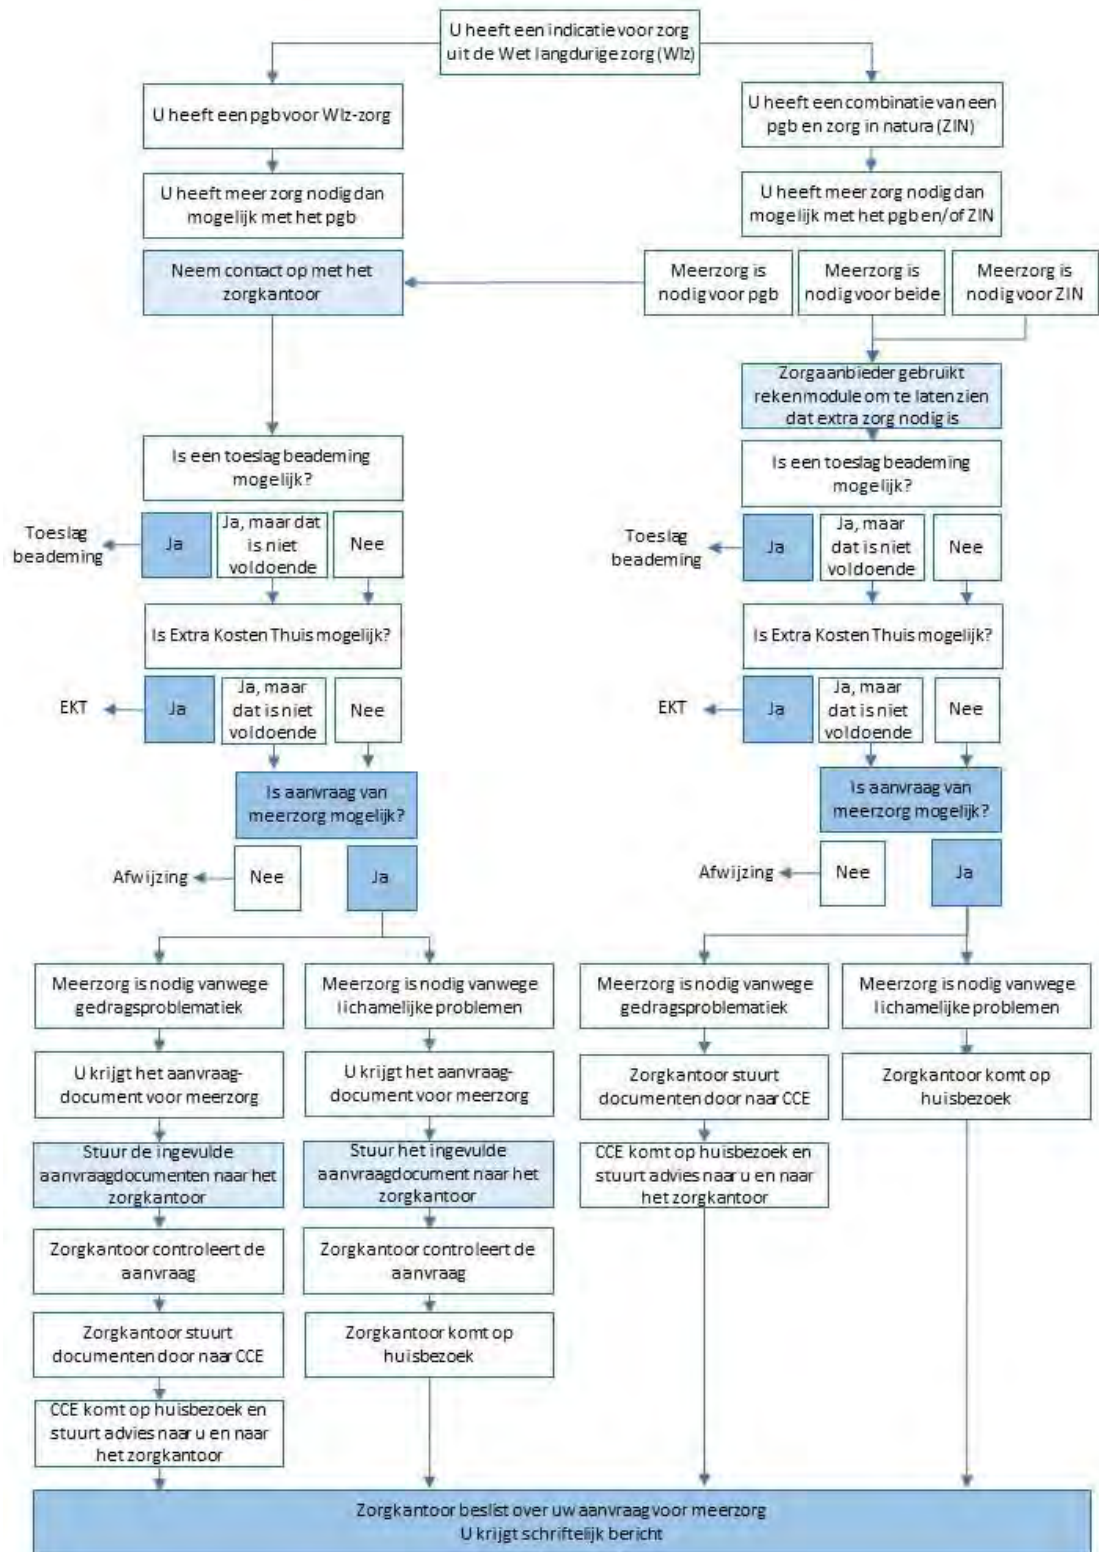 U heeft een indicatie voor zorg
uit de Wet langdurige zorg (Wlz)
U heeft een pgb voor Wlz-zorg
U heeft een combinatie van een
pgb en zorg in natura (ZIN)
U heeft meer zorg nodig dan
mogelijk met het pgb
U heeft meer zorg nodig dan
mogelijk met het pgb en/of ZIN
Neem contact op met het
zorgkantoor
Meerzorg is
nodig voor pgb
Meerzorg is
nodig voor beide
Meerzorg is
nodig voor ZIN
Zorgaanbieder gebruikt
rekenmodule om te laten zien
dat extra zorg nodig is
Is een toeslag beademing
mogelijk?
Toeslag
beademing
Ja
Ja, maar dat
is niet
voldoende
Nee
Is Extra Kosten Thuis mogelijk?
EKT
Ja
Ja, maar
dat is niet
voldoende
Nee
Is aanvraag van
meerzorg mogelijk?
Afwijzing
Nee
Ja
Is een toeslag beademing
mogelijk?
Toeslag
beademing
Ja
Ja, maar
dat is niet
voldoende
Nee
Is Extra Kosten Thuis mogelijk?
EKT
Ja
Ja, maar
dat is niet
voldoende
Nee
Is aanvraag van
meerzorg mogelijk?
Afwijzing
Nee
Ja
Meerzorg is nodig vanwege
gedragsproblematiek
U krijgt het aanvraag-
document voor meerzorg
Stuur de ingevulde
aanvraagdocumenten naar het
zorgkantoor
Zorgkantoor controleert de
aanvraag
Zorgkantoor stuurt
documenten door naar CCE
CCE komt op huisbezoek en
stuurt advies naar u en naar
het zorgkantoor
Meerzorg is nodig vanwege
lichamelijke problemen
U krijgt het aanvraag-
document voor meerzorg
Stuur het ingevulde
aanvraagdocument naar het
zorgkantoor
Zorgkantoor controleert de
aanvraag
Zorgkantoor komt op
huisbezoek
Meerzorg is nodig vanwege
gedragsproblematiek
Zorgkantoor stuurt
documenten door naar CCE
CCE komt op huisbezoek en
stuurt advies naar u en naar
het zorgkantoor
Meerzorg is nodig vanwege
lichamelijke problemen
Zorgkantoor komt op
huisbezoek
Zorgkantoor beslist over uw aanvraag voor meerzorg
U krijgt schriftelijk bericht